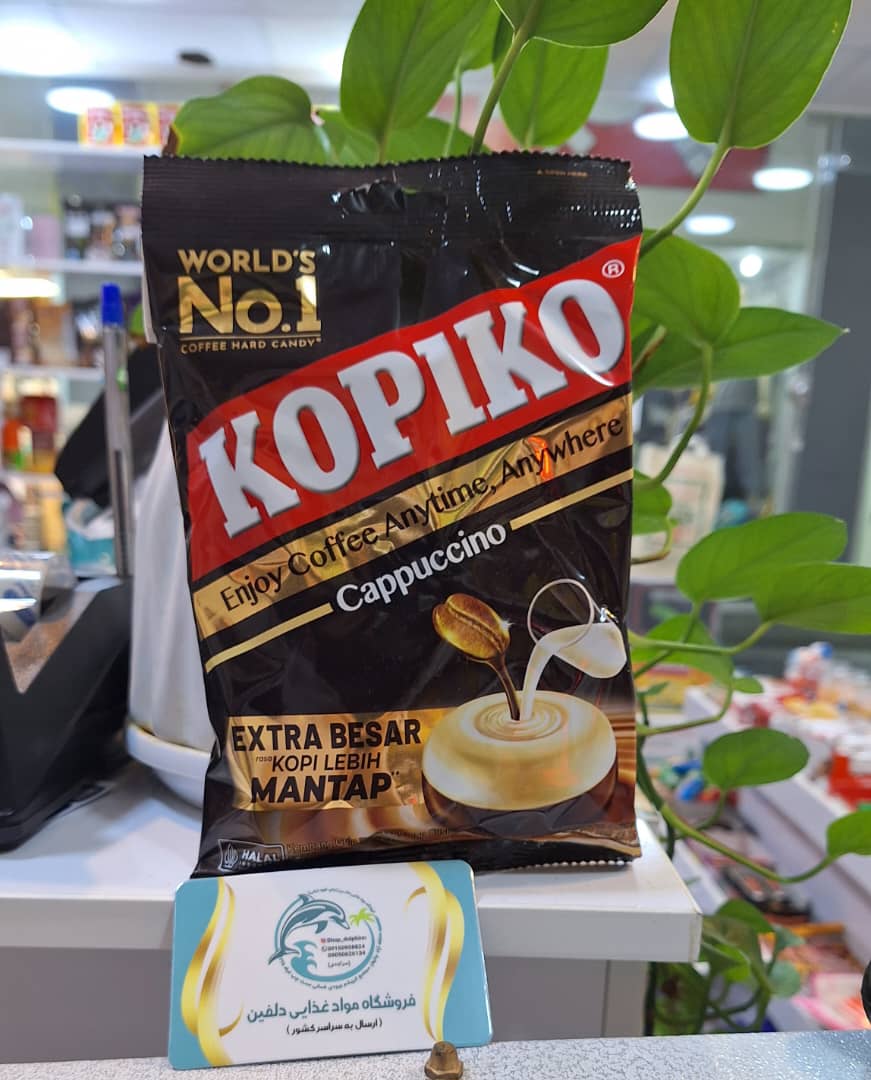 WORLD'S
No.1
COFFEE HARD CANDY
KOPIKO®
Enjoy Coffee Anytime, Anywhere
Cappuccino
EXTRA BESAR
rasa KOPI LEBIH
MANTAP
HALAL
فروشگاه مواد غذایی دلفین
( ارسال به سراسر کشور )